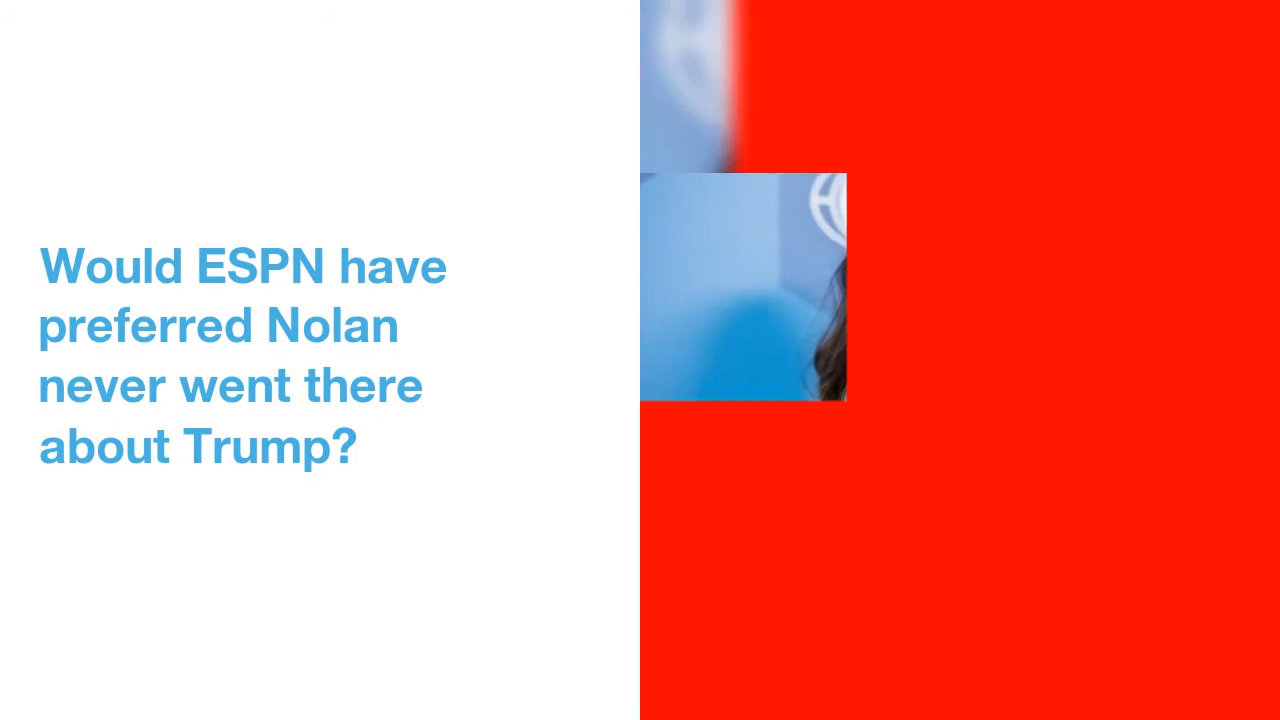 Would ESPN have
preferred Nolan
never went there
about Trump?